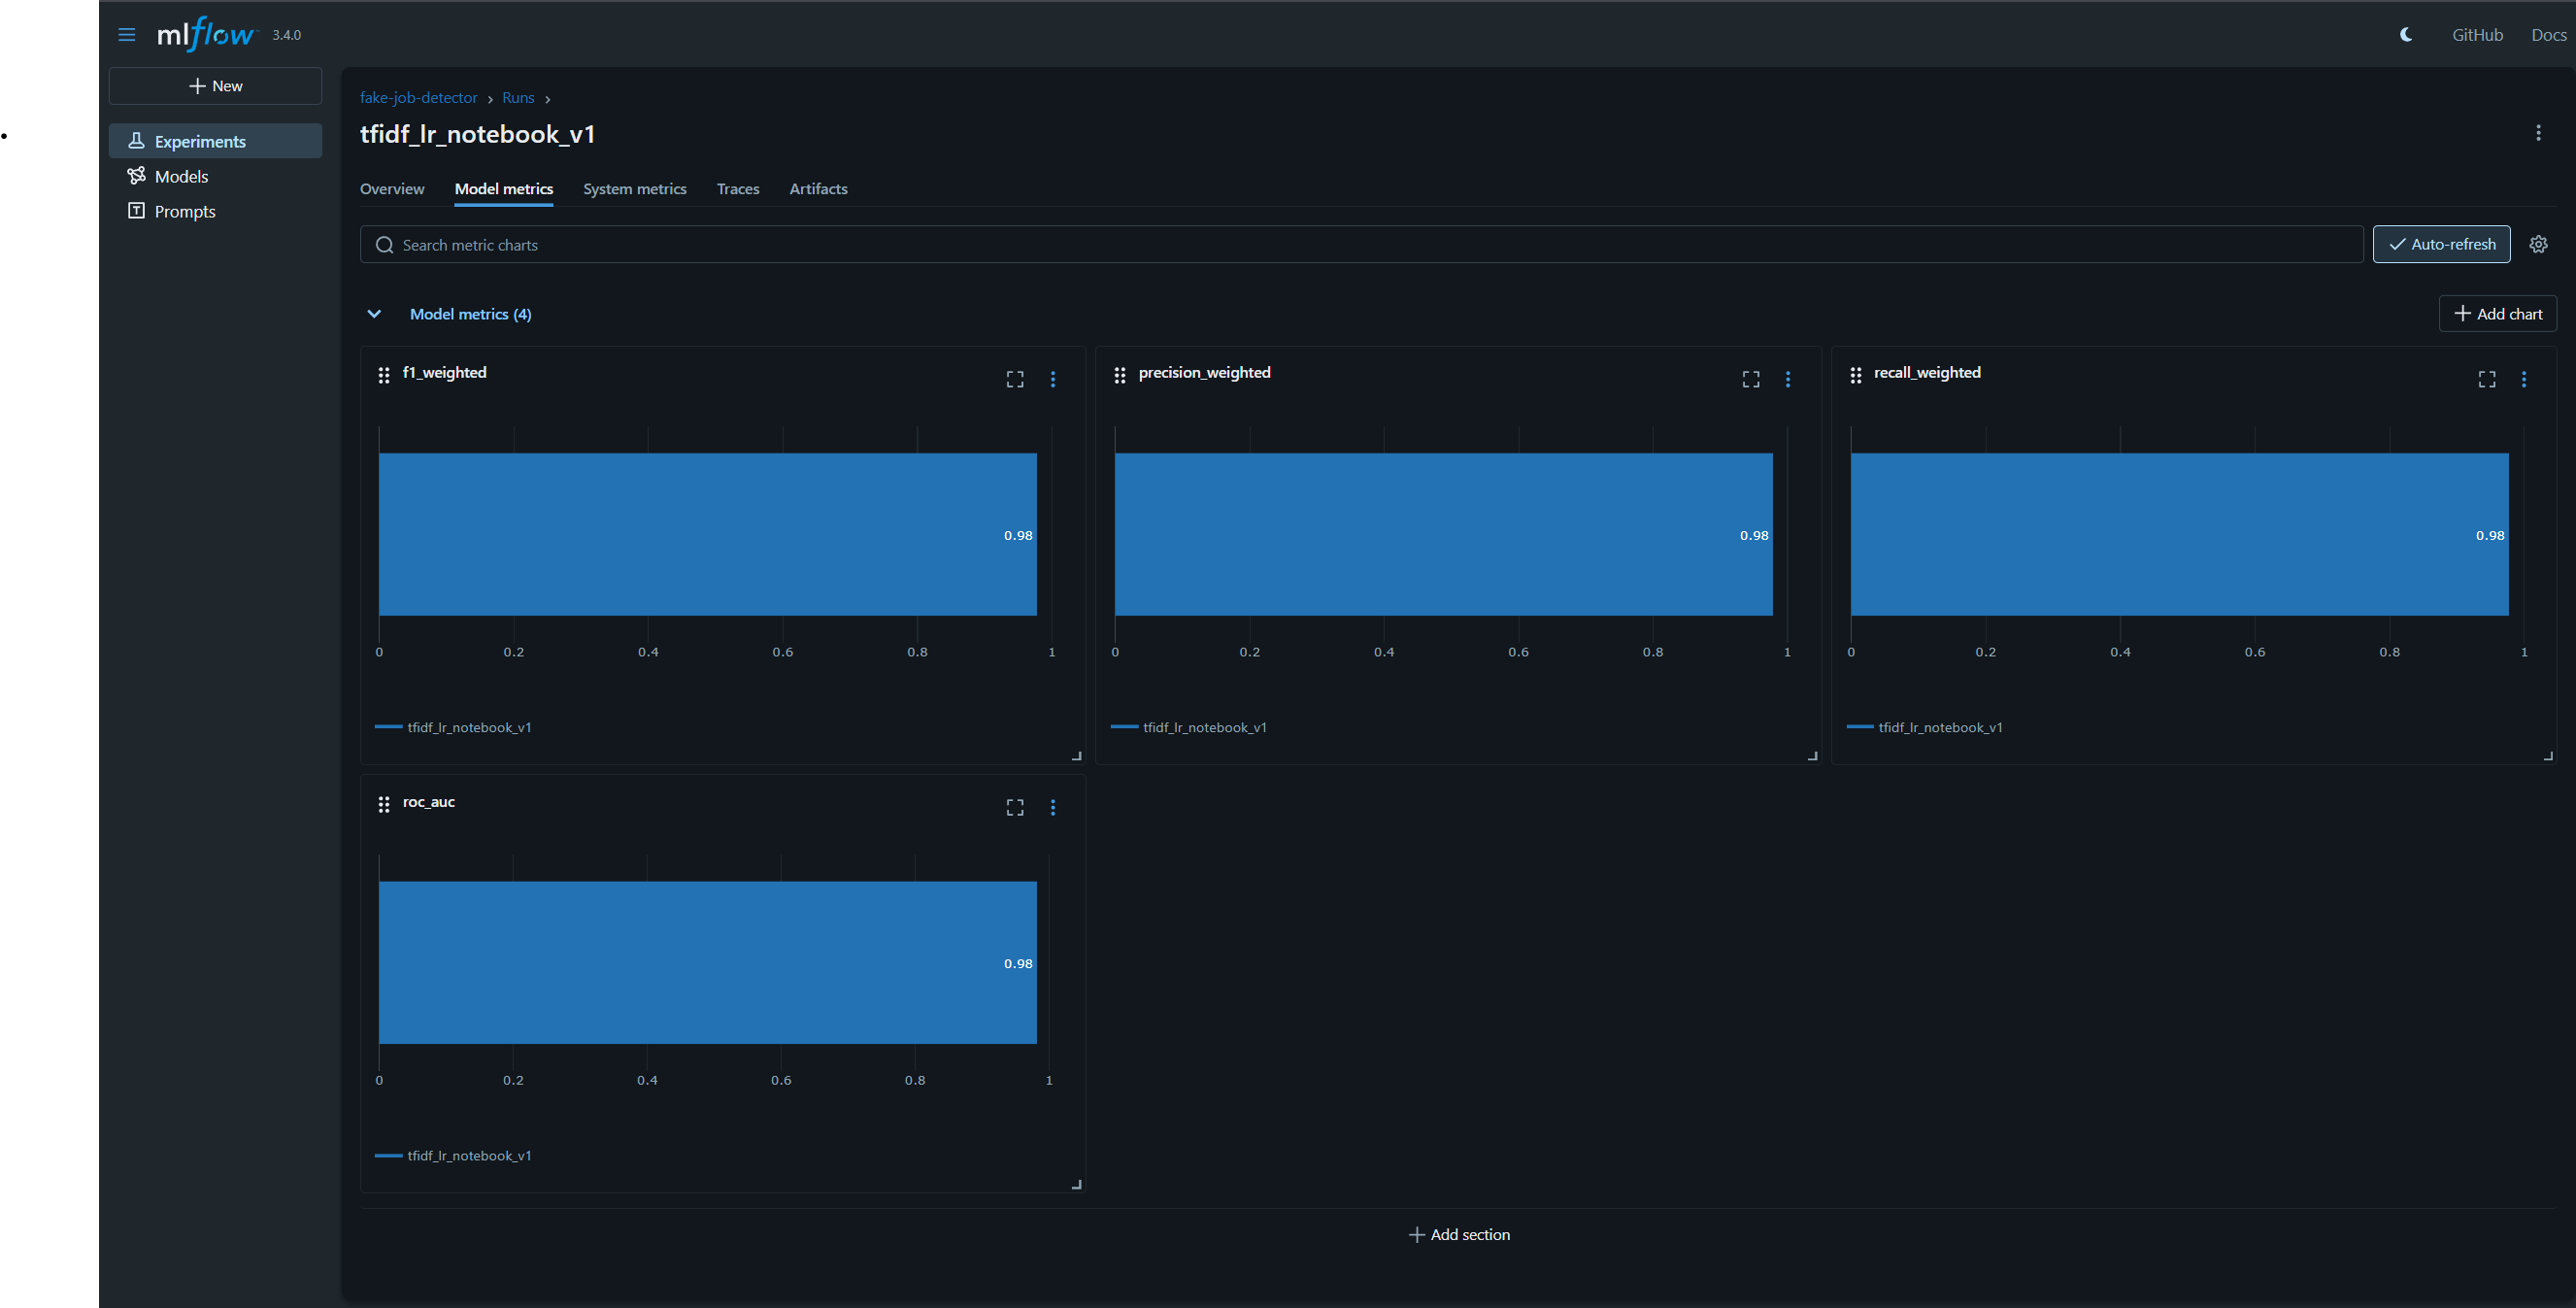 mlflow 3.4.0
GitHub Docs
+ New
Experiments
Models
Prompts
fake-job-detector › Runs ›
tfidf_lr_notebook_v1
Overview Model metrics System metrics Traces Artifacts
Search metric charts
Auto-refresh
Model metrics (4)
+ Add chart
f1_weighted
0.98
0 0.2 0.4 0.6 0.8 1
tfidf_lr_notebook_v1
precision_weighted
0.98
0 0.2 0.4 0.6 0.8 1
tfidf_lr_notebook_v1
recall_weighted
0.98
0 0.2 0.4 0.6 0.8 1
tfidf_lr_notebook_v1
roc_auc
0.98
0 0.2 0.4 0.6 0.8 1
tfidf_lr_notebook_v1
+ Add section